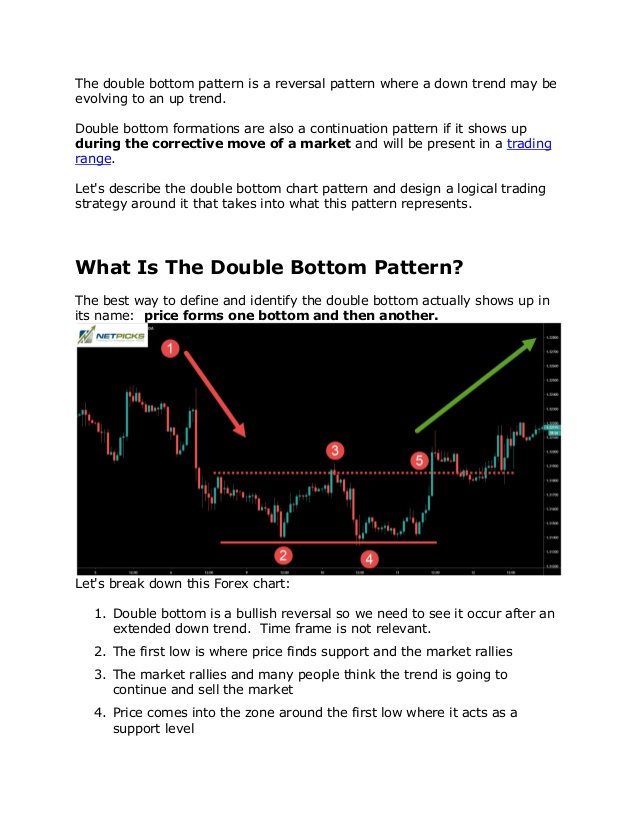 The double bottom pattern is a reversal pattern where a down trend may be
evolving to an up trend.
Double bottom formations are also a continuation pattern if it shows up
during the corrective move of a market and will be present in a trading
range.
Let's describe the double bottom chart pattern and design a logical trading
strategy around it that takes into what this pattern represents.
What Is The Double Bottom Pattern?
The best way to define and identify the double bottom actually shows up in
its name:  price forms one bottom and then another.
NETPICKS
1
3
5
2
4
Let's break down this Forex chart:
1. Double bottom is a bullish reversal so we need to see it occur after an
extended down trend.  Time frame is not relevant.
2. The first low is where price finds support and the market rallies
3. The market rallies and many people think the trend is going to
continue and sell the market
4. Price comes into the zone around the first low where it acts as a
support level